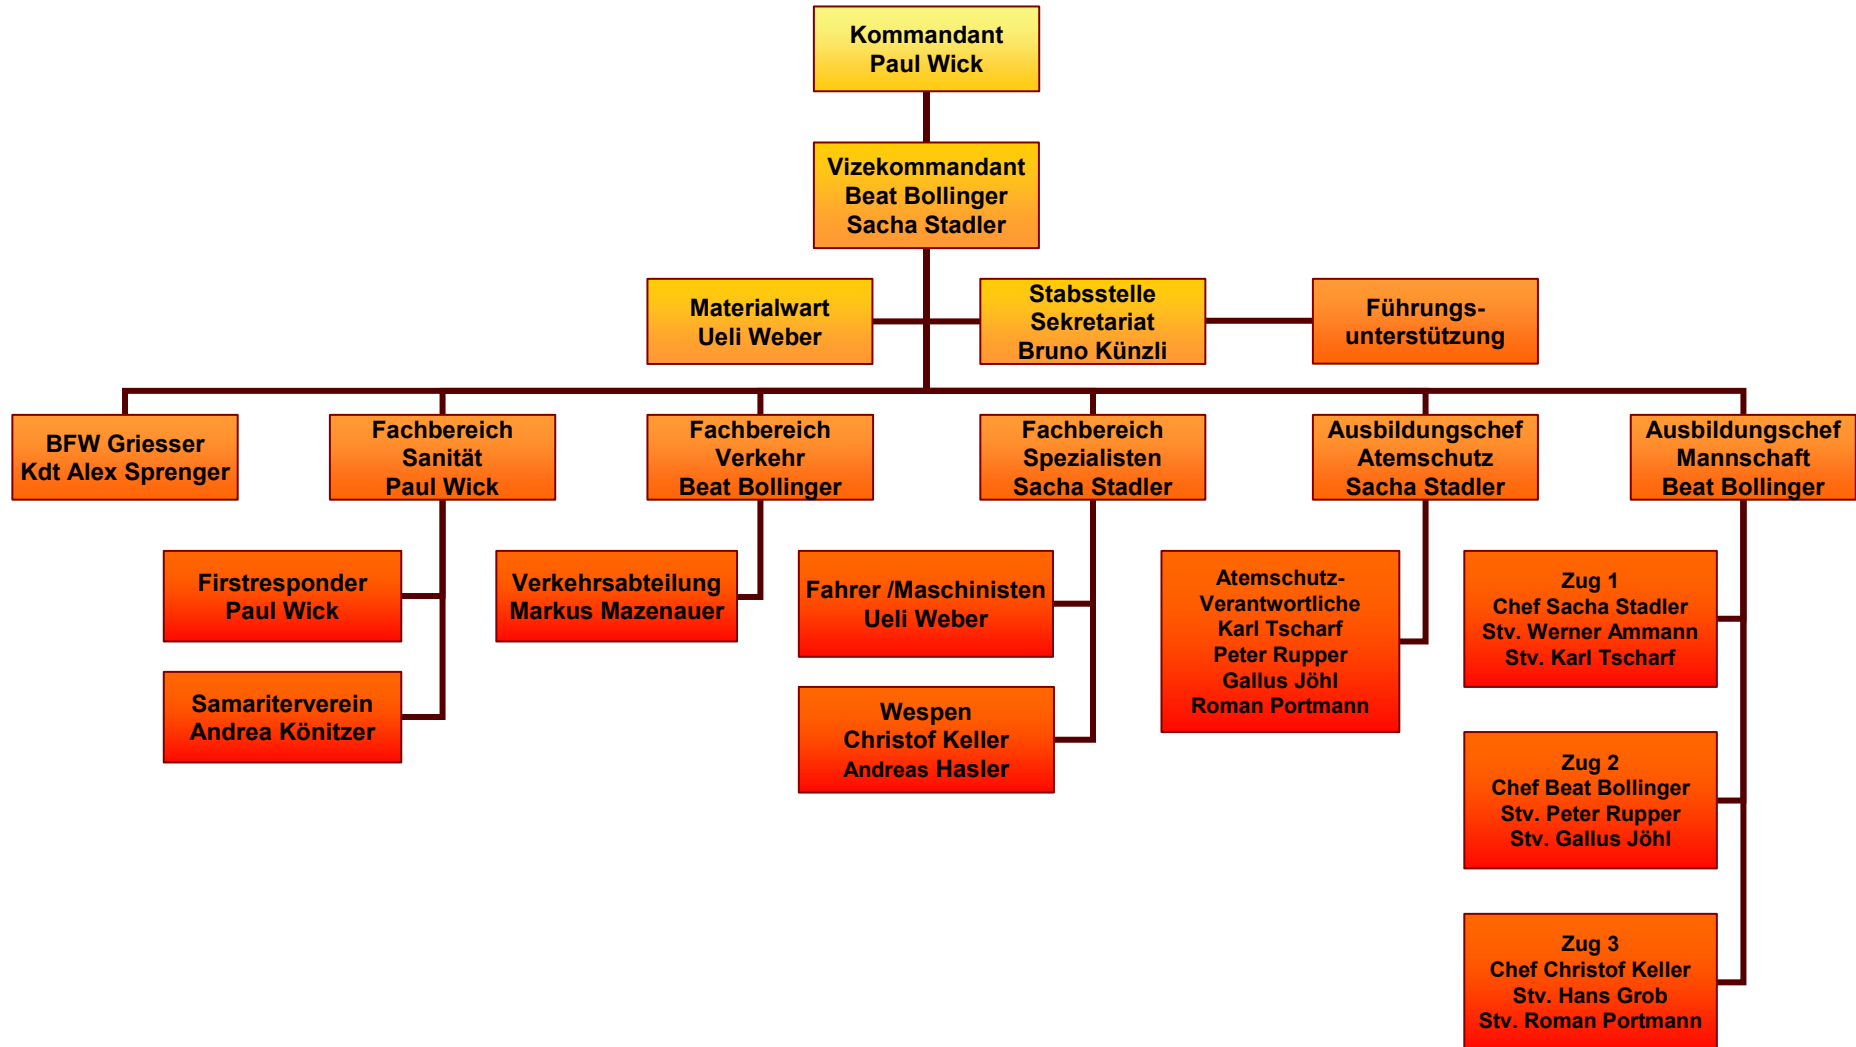 Kommandant
Paul Wick
Vizekommandant
Beat Bollinger
Sacha Stadler
Materialwart
Ueli Weber
Stabsstelle
Sekretariat
Bruno Künzli
Führungs-
unterstützung
BFW Griesser
Kdt Alex Sprenger
Fachbereich
Sanität
Paul Wick
Fachbereich
Verkehr
Beat Bollinger
Fachbereich
Spezialisten
Sacha Stadler
Ausbildungschef
Atemschutz
Sacha Stadler
Ausbildungschef
Mannschaft
Beat Bollinger
Firstresponder
Paul Wick
Samariterverein
Andrea Könitzer
Verkehrsabteilung
Markus Mazenauer
Fahrer /Maschinisten
Ueli Weber
Wespen
Christof Keller
Andreas Hasler
Atemschutz-
Verantwortliche
Karl Tscharf
Peter Rupper
Gallus Jöhl
Roman Portmann
Zug 1
Chef Sacha Stadler
Stv. Werner Ammann
Stv. Karl Tscharf
Zug 2
Chef Beat Bollinger
Stv. Peter Rupper
Stv. Gallus Jöhl
Zug 3
Chef Christof Keller
Stv. Hans Grob
Stv. Roman Portmann